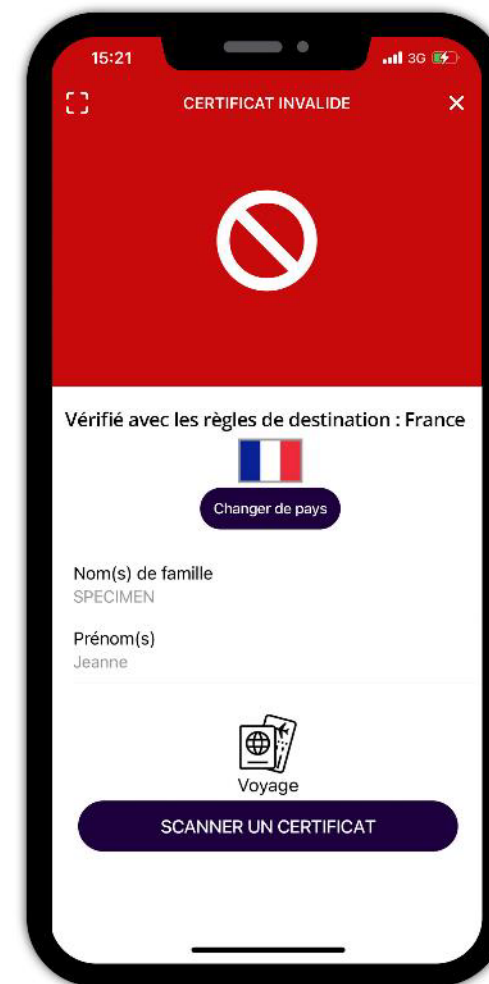 15:21
3G
CERTIFICAT INVALIDE
Vérifié avec les règles de destination : France
Changer de pays
Nom(s) de famille
SPECIMEN
Prénom(s)
Jeanne
Voyage
SCANNER UN CERTIFICAT